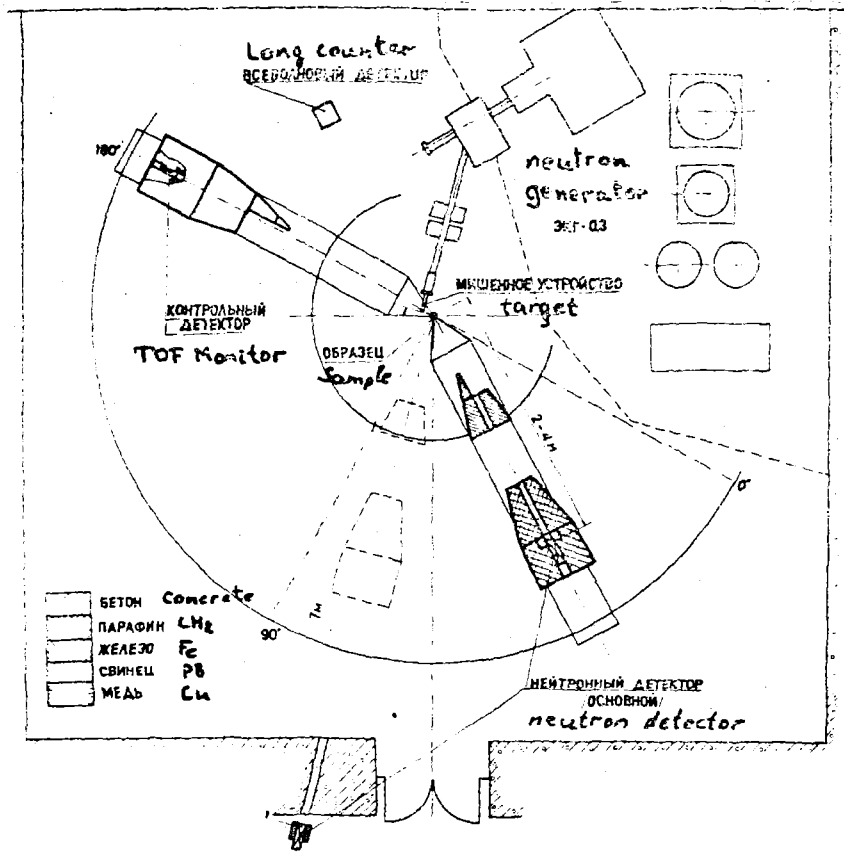 Long counter
ВСЕВОЛНОВЫЙ ДЕТЕКТОР
180°
neutron
generator
ЭКГ-0.3
МИШЕННОЕ УСТРОЙСТВО
target
КОНТРОЛЬНЫЙ
ДЕТЕКТОР
TOF Monitor
ОБРАЗЕЦ
Sample
2-4 м
0°
7м
90°
БЕТОН Concrete
ПАРАФИН CH2
ЖЕЛЕЗО Fe
СВИНЕЦ PB
МЕДЬ Cu
НЕЙТРОННЫЙ ДЕТЕКТОР
/ОСНОВНОЙ/
neutron detector